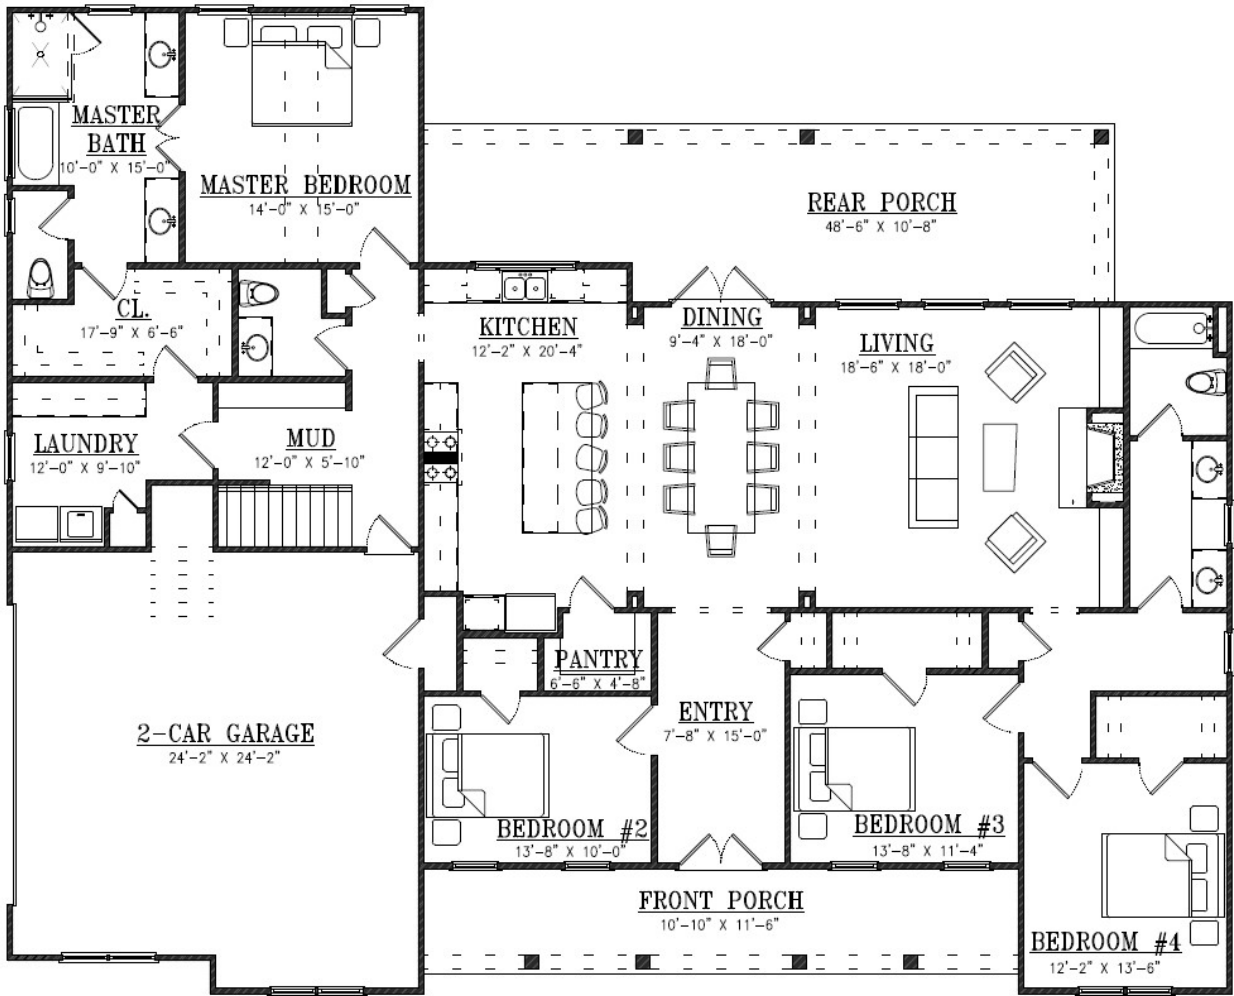 MASTER
BATH
10'-0" X 15'-0"
MASTER BEDROOM
14'-0" X 15'-0"
REAR PORCH
48'-6" X 10'-8"
CL.
17'-9" X 6'-6"
KITCHEN
12'-2" X 20'-4"
DINING
9'-4" X 18'-0"
LIVING
18'-6" X 18'-0"
LAUNDRY
12'-0" X 9'-10"
MUD
12'-0" X 5'-10"
PANTRY
6'-6" X 4'-8"
2-CAR GARAGE
24'-2" X 24'-2"
ENTRY
7'-8" X 15'-0"
BEDROOM #2
13'-8" X 10'-0"
BEDROOM #3
13'-8" X 11'-4"
FRONT PORCH
10'-10" X 11'-6"
BEDROOM #4
12'-2" X 13'-6"